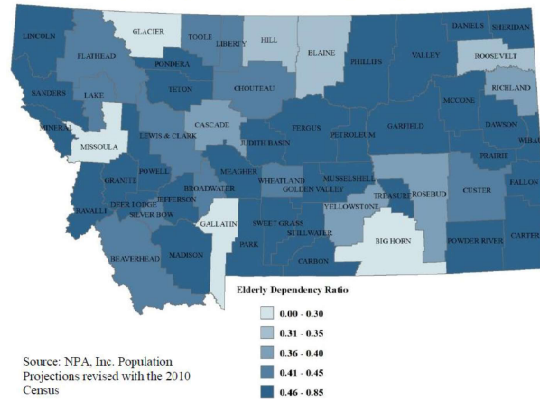 LINCOLN
GLACIER
TOOLE
LIBERTY
HILL
BLAINE
PHILLIPS
VALLEY
DANIELS
SHERIDAN
FLATHEAD
PONDERA
ROOSEVELT
TETON
CHOUTEAU
RICHLAND
SANDERS
LAKE
MCCONE
MINERAL
CASCADE
FERGUS
GARFIELD
DAWSON
MISSOULA
LEWIS & CLARK
JUDITH BASIN
PETROLEUM
PRAIRIE
POWELL
MEAGHER
MUSSELSHELL
GRANITE
BROADWATER
WHEATLAND
GOLDEN VALLEY
TREASURE
ROSEBUD
CUSTER
FALLON
RAVALLI
DEER LODGE
JEFFERSON
SILVER BOW
YELLOWSTONE
GALLATIN
SWEET GRASS
STILLWATER
BIG HORN
POWDER RIVER
CARTER
BEAVERHEAD
MADISON
PARK
CARBON
Elderly Dependency Ratio
0.00 - 0.30
0.31 - 0.35
0.36 - 0.40
0.41 - 0.45
0.46 - 0.85
Source: NPA, Inc. Population
Projections revised with the 2010
Census